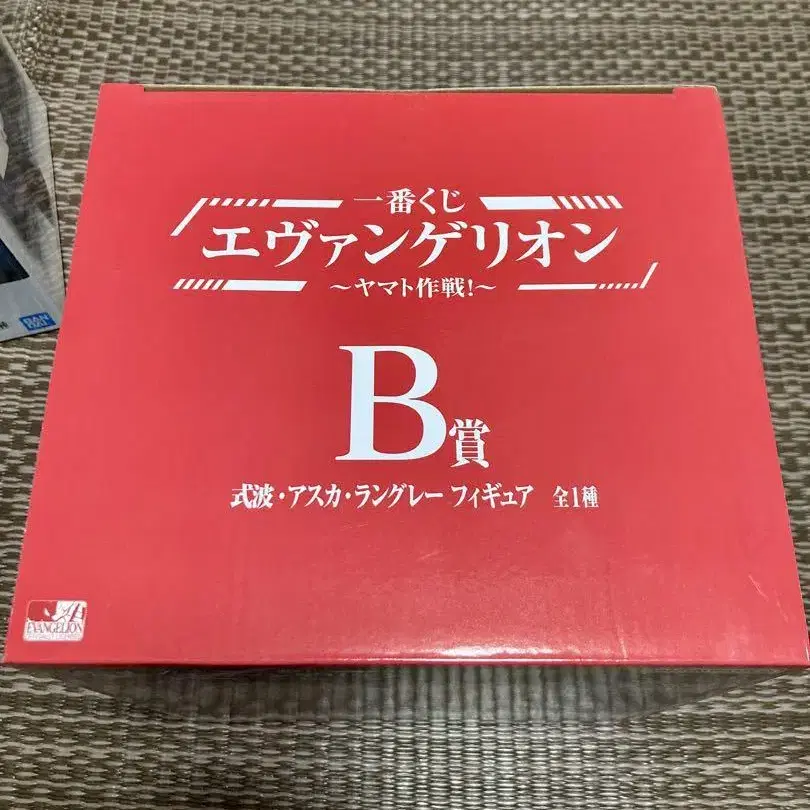 一番くじ
エヴァンゲリオン
～ヤマト作戦!～
B賞
式波・アスカ・ラングレー フィギュア 全1種
EVANGELION
BAN
DAI